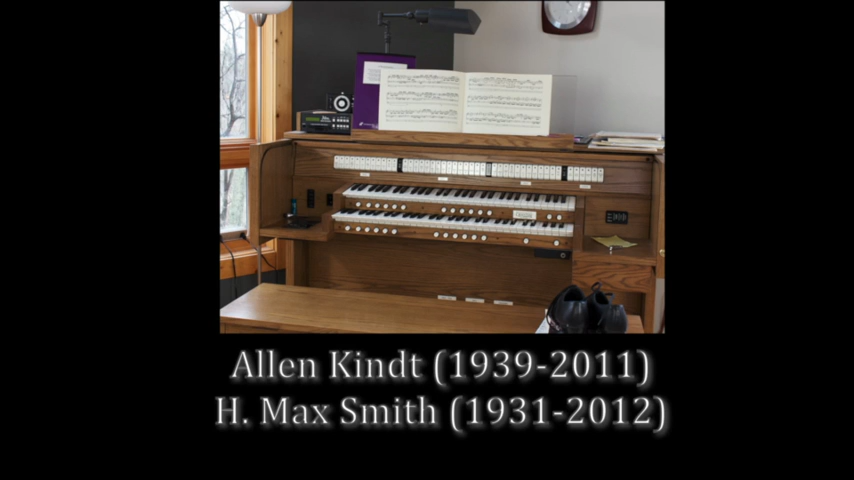 Allen Kindt (1939-2011)
H. Max Smith (1931-2012)